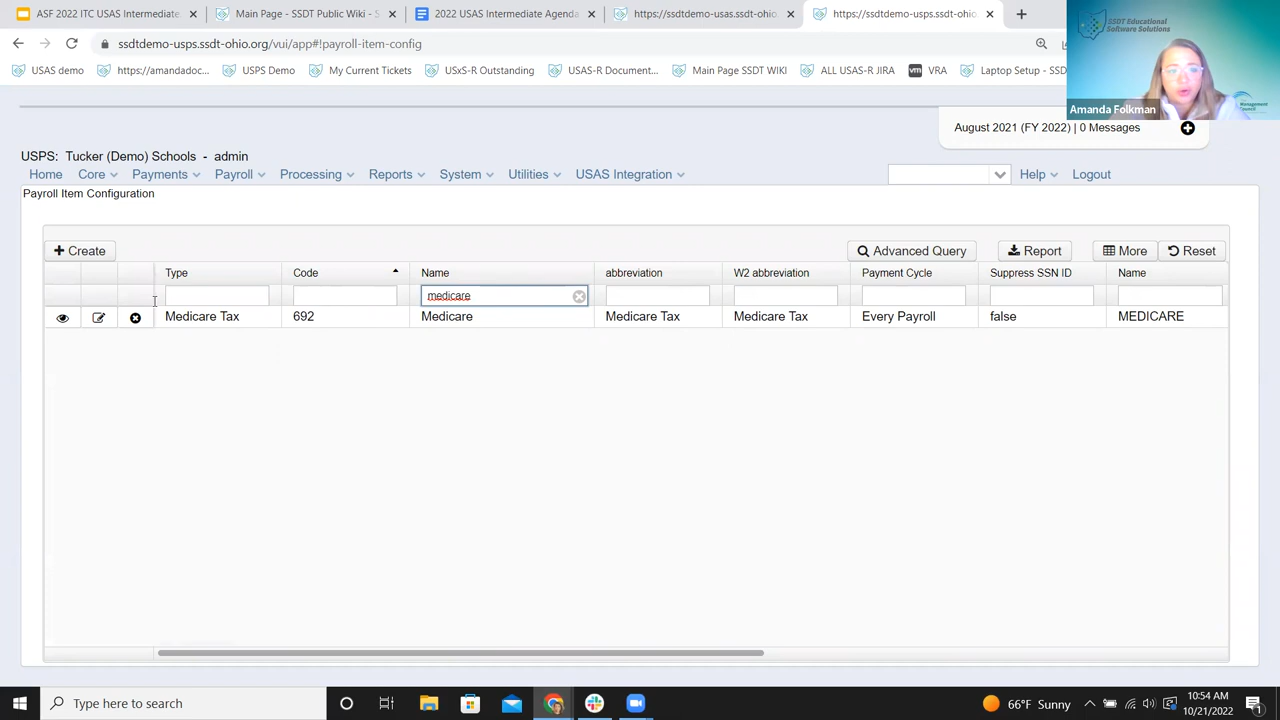 ASF 2022 ITC USAS Intermediate
Main Page - SSDT Public Wiki - S
2022 USAS Intermediate Agenda
https://ssdtdemo-usas.ssdt-ohio.
https://ssdtdemo-usps.ssdt-ohio.
ssdtdemo-usps.ssdt-ohio.org/vui/app#!payroll-item-config
USAS demo
https://amandadoc...
USPS Demo
My Current Tickets
USxS-R Outstanding
USAS-R Document...
Main Page SSDT WIKI
ALL USAS-R JIRA
vm VRA
Laptop Setup - SSD
SSDT Educational
Software Solutions
Management
Council
Amanda Folkman
August 2021 (FY 2022) | 0 Messages
USPS: Tucker (Demo) Schools - admin
Home Core Payments Payroll Processing Reports System Utilities USAS Integration Help Logout
Payroll Item Configuration
Create Advanced Query Report More Reset
Type Code Name abbreviation W2 abbreviation Payment Cycle Suppress SSN ID Name
medicare
Medicare Tax 692 Medicare Medicare Tax Medicare Tax Every Payroll false MEDICARE
Type here to search
66°F Sunny
10:54 AM
10/21/2022
1